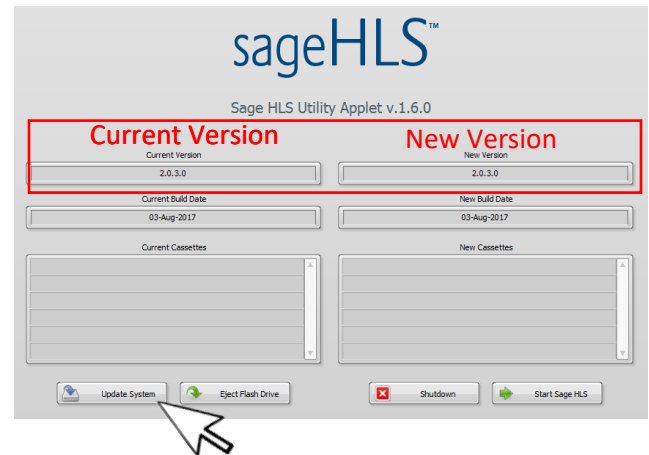 sageHLS™
Sage HLS Utility Applet v.1.6.0
Current Version New Version
Current Version New Version
2.0.3.0 2.0.3.0
Current Build Date New Build Date
03-Aug-2017 03-Aug-2017
Current Cassettes New Cassettes
Update System Eject Flash Drive Shutdown Start Sage HLS